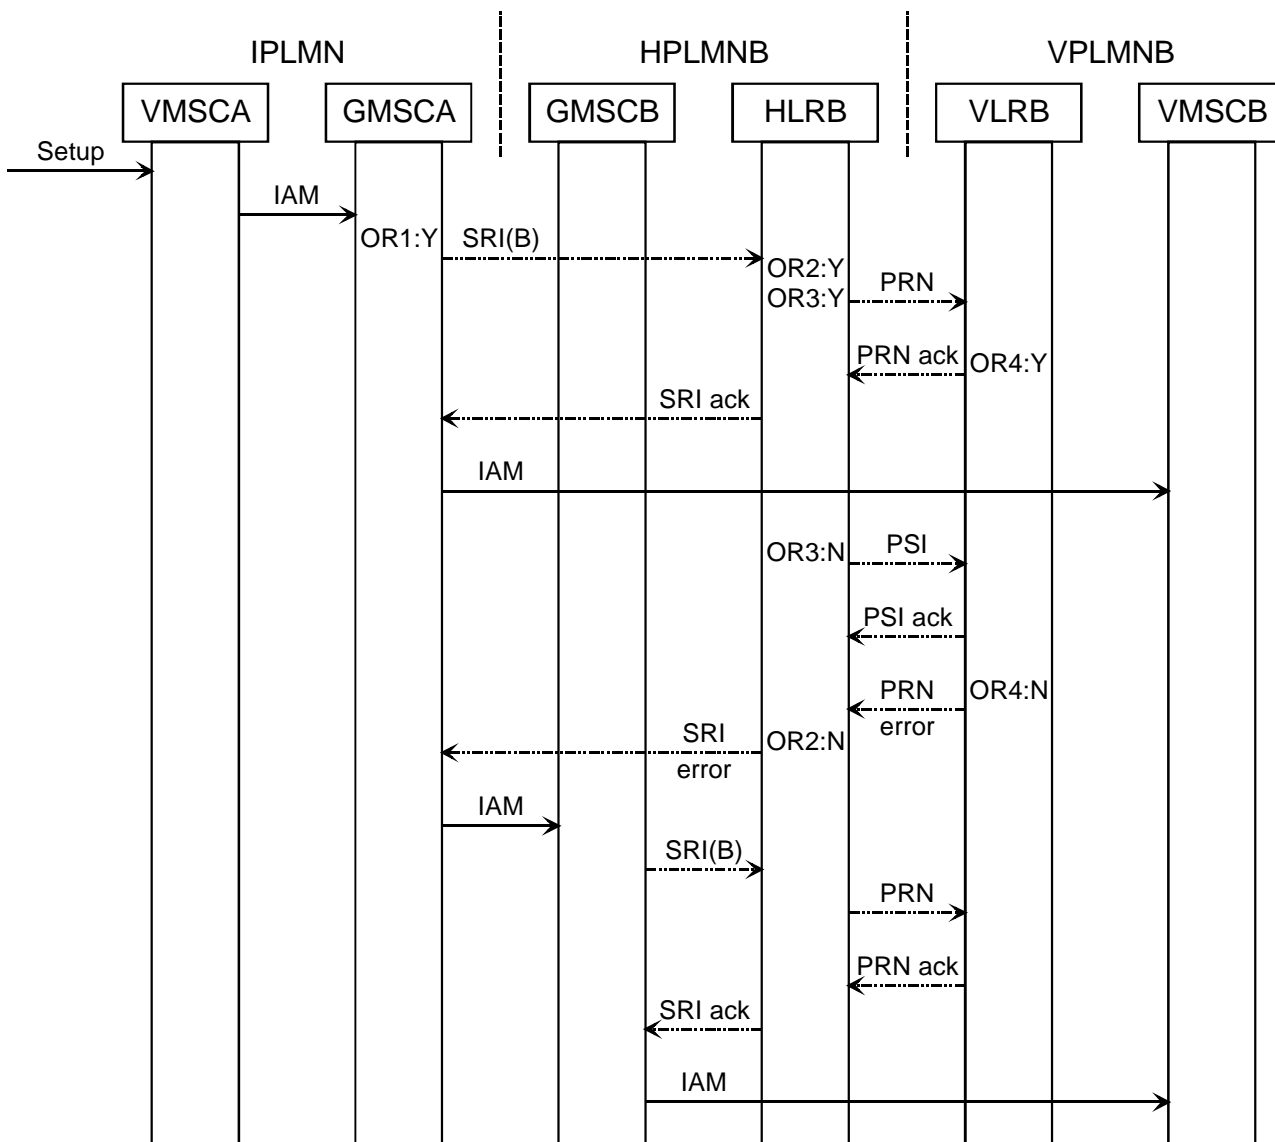 IPLMN HPLMNB VPLMNB
VMSCA GMSCA GMSCB HLRB VLRB VMSCB
Setup
IAM
OR1:Y SRI(B)
OR2:Y
PRN
OR3:Y
PRN ack OR4:Y
SRI ack
IAM
OR3:N PSI
PSI ack
PRN OR4:N
error
SRI OR2:N
error
IAM
SRI(B)
PRN
PRN ack
SRI ack
IAM